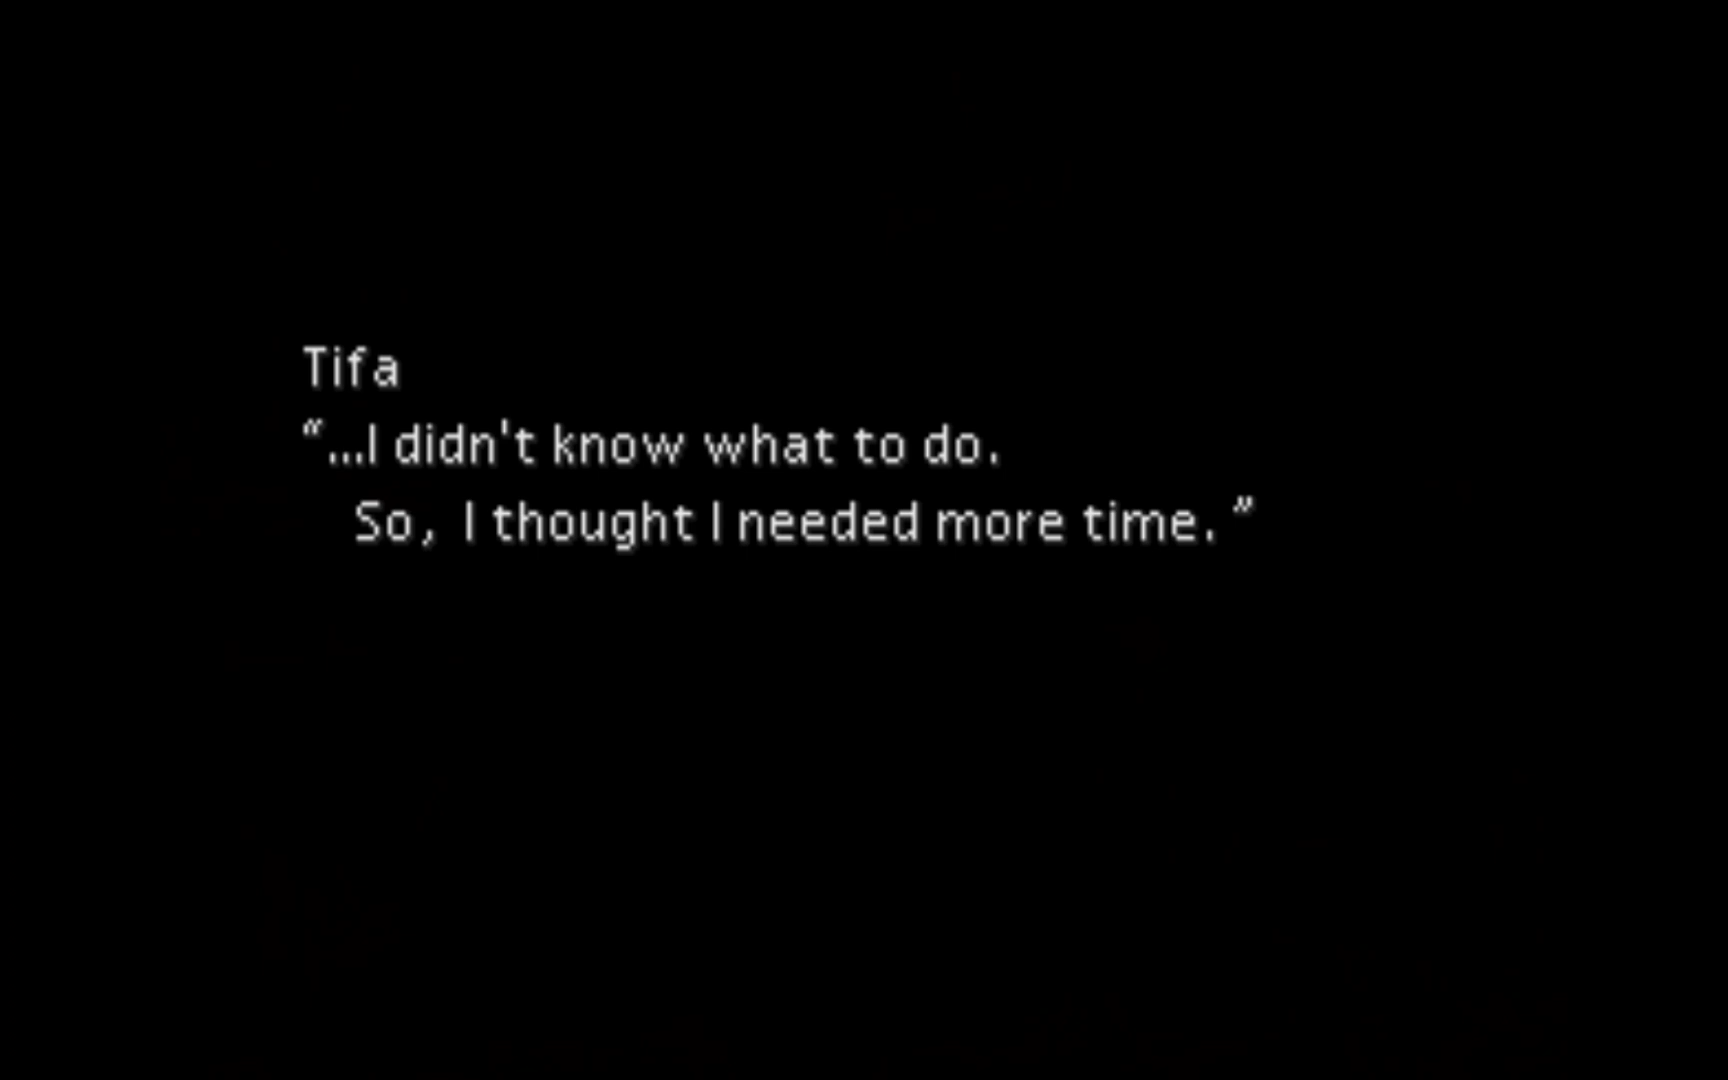 Tifa
“…I didn't know what to do.
So, I thought I needed more time. ”